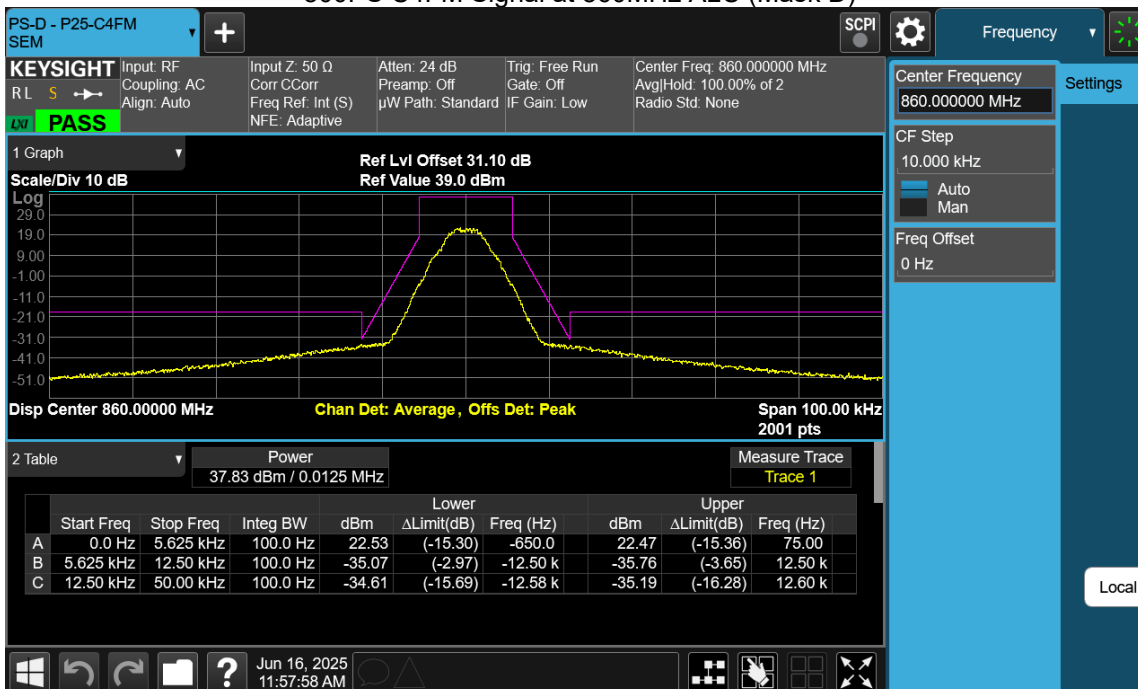 800PS C4FM Signal at 860MHz A2C (Mask D)
PS-D - P25-C4FM
SEM
SCPI
Frequency
KEYSIGHT
RL S
LXI PASS
Input: RF
Coupling: AC
Align: Auto
Input Z: 50 Ω
Corr CCorr
Freq Ref: Int (S)
NFE: Adaptive
Atten: 24 dB
Preamp: Off
µW Path: Standard
Trig: Free Run
Gate: Off
IF Gain: Low
Center Freq: 860.000000 MHz
Avg|Hold: 100.00% of 2
Radio Std: None
Center Frequency
860.000000 MHz
Settings
CF Step
10.000 kHz
Auto
Man
Freq Offset
0 Hz
1 Graph
Scale/Div 10 dB
Ref Lvl Offset 31.10 dB
Ref Value 39.0 dBm
Log
29.0
19.0
9.00
-1.00
-11.0
-21.0
-31.0
-41.0
-51.0
Disp Center 860.00000 MHz
Chan Det: Average, Offs Det: Peak
Span 100.00 kHz
2001 pts
2 Table
Power
37.83 dBm / 0.0125 MHz
Measure Trace
Trace 1
Lower Upper
Start Freq Stop Freq Integ BW dBm ΔLimit(dB) Freq (Hz) dBm ΔLimit(dB) Freq (Hz)
A 0.0 Hz 5.625 kHz 100.0 Hz 22.53 (-15.30) -650.0 22.47 (-15.36) 75.00
B 5.625 kHz 12.50 kHz 100.0 Hz -35.07 (-2.97) -12.50 k -35.76 (-3.65) 12.50 k
C 12.50 kHz 50.00 kHz 100.0 Hz -34.61 (-15.69) -12.58 k -35.19 (-16.28) 12.60 k
Local
?
Jun 16, 2025
11:57:58 AM